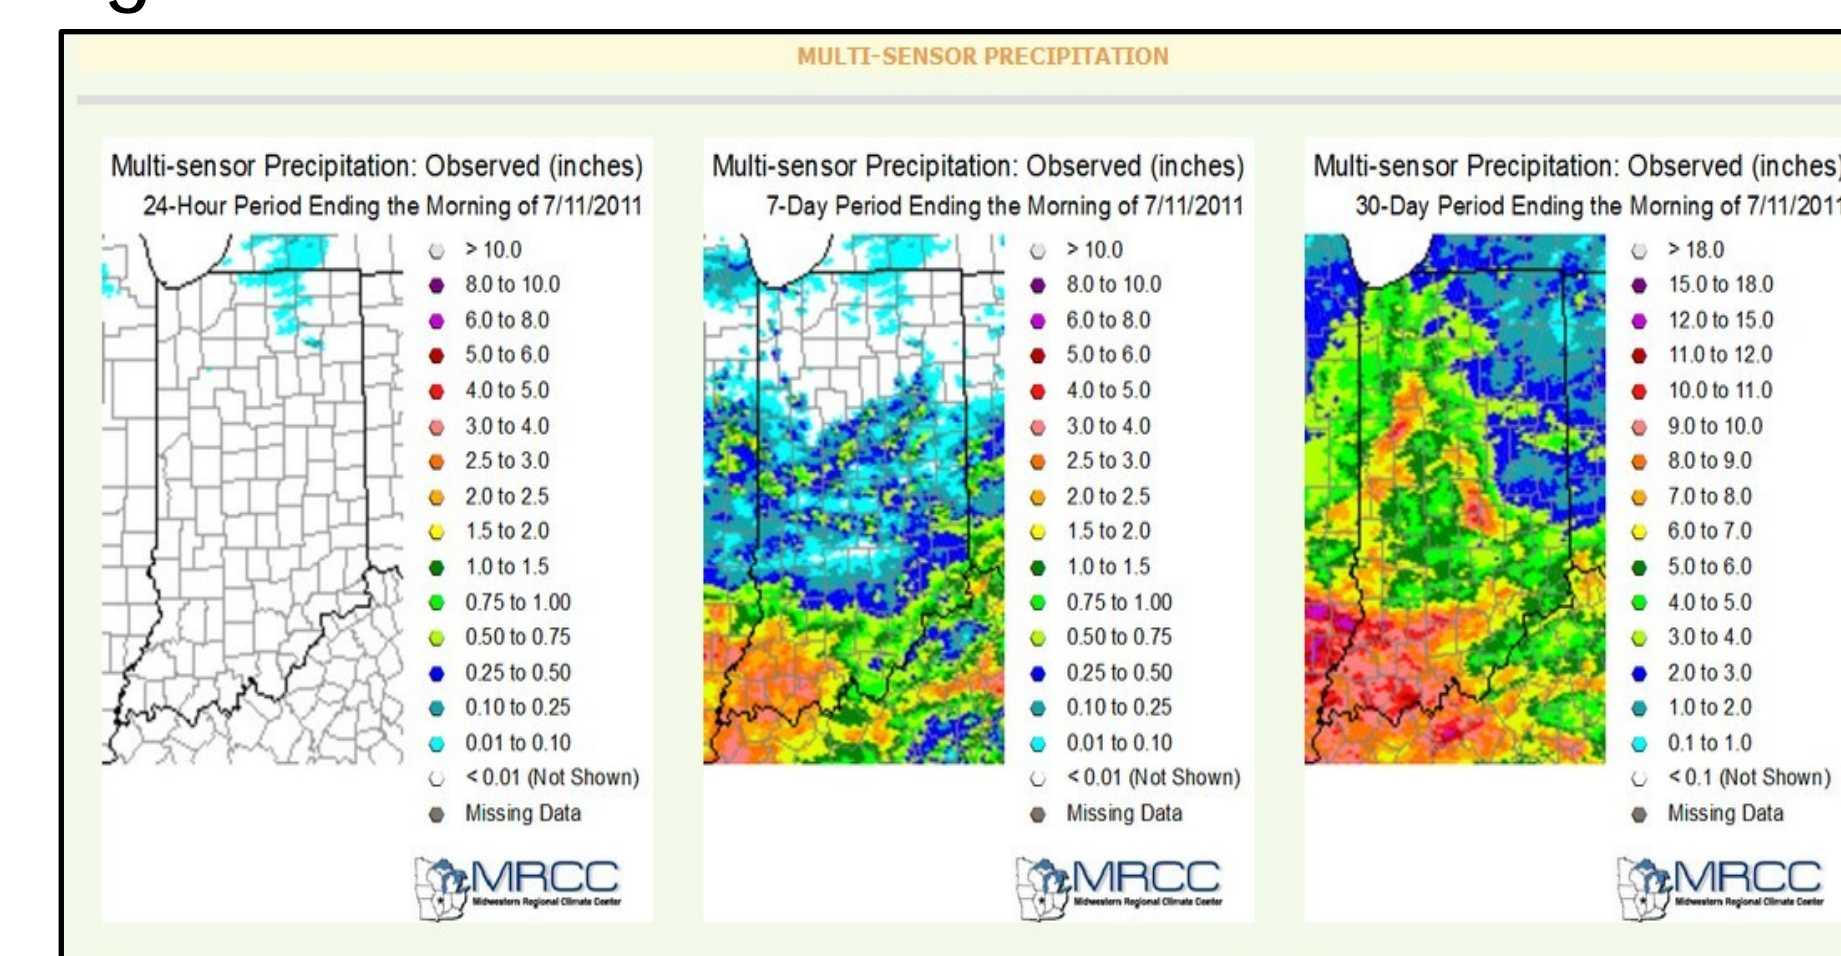 MULTI-SENSOR PRECIPITATION
Multi-sensor Precipitation: Observed (inches)
24-Hour Period Ending the Morning of 7/11/2011
> 10.0
8.0 to 10.0
6.0 to 8.0
5.0 to 6.0
4.0 to 5.0
3.0 to 4.0
2.5 to 3.0
2.0 to 2.5
1.5 to 2.0
1.0 to 1.5
0.75 to 1.00
0.50 to 0.75
0.25 to 0.50
0.10 to 0.25
0.01 to 0.10
< 0.01 (Not Shown)
Missing Data
MRCC
Midwestern Regional Climate Center
Multi-sensor Precipitation: Observed (inches)
7-Day Period Ending the Morning of 7/11/2011
> 10.0
8.0 to 10.0
6.0 to 8.0
5.0 to 6.0
4.0 to 5.0
3.0 to 4.0
2.5 to 3.0
2.0 to 2.5
1.5 to 2.0
1.0 to 1.5
0.75 to 1.00
0.50 to 0.75
0.25 to 0.50
0.10 to 0.25
0.01 to 0.10
< 0.01 (Not Shown)
Missing Data
MRCC
Midwestern Regional Climate Center
Multi-sensor Precipitation: Observed (inches)
30-Day Period Ending the Morning of 7/11/2011
> 18.0
15.0 to 18.0
12.0 to 15.0
11.0 to 12.0
10.0 to 11.0
9.0 to 10.0
8.0 to 9.0
7.0 to 8.0
6.0 to 7.0
5.0 to 6.0
4.0 to 5.0
3.0 to 4.0
2.0 to 3.0
1.0 to 2.0
0.1 to 1.0
< 0.1 (Not Shown)
Missing Data
MRCC
Midwestern Regional Climate Center